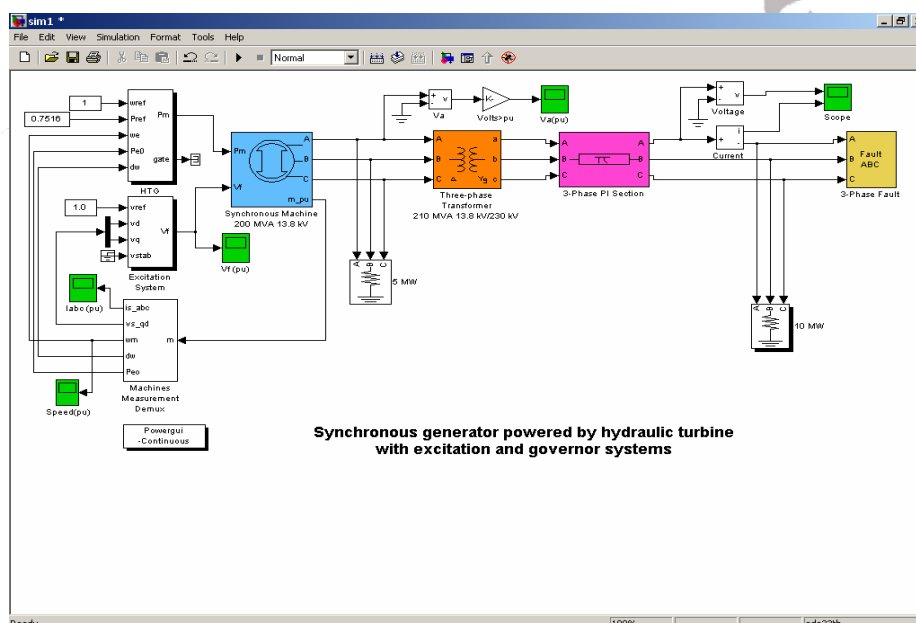 sim1 *
File Edit View Simulation Format Tools Help
Normal
1
wref
0.7516
Pref
we
Pe0
dw
Pm
gate
HTG
1.0
vref
vd
vq
vstab
Vf
Excitation
System
Pm
Vf
A
B
C
m_pu
Synchronous Machine
200 MVA 13.8 kV
Vf (pu)
Iabc (pu)
is_abc
vs_qd
wm
dw
Peo
m
Machines
Measurement
Demux
Speed(pu)
Powergui
-Continuous
+
-
v
Va
K-
Volts>pu
Va(pu)
A
B
C
a
b
c
Yg
Three-phase
Transformer
210 MVA 13.8 kV/230 kV
A
B
C
A
B
C
3-Phase PI Section
+
-
v
Voltage
Scope
i
+
-
Current
A
B
C
Fault
ABC
3-Phase Fault
A
B
C
5 MW
A
B
C
10 MW
Synchronous generator powered by hydraulic turbine
with excitation and governor systems
Ready
100%